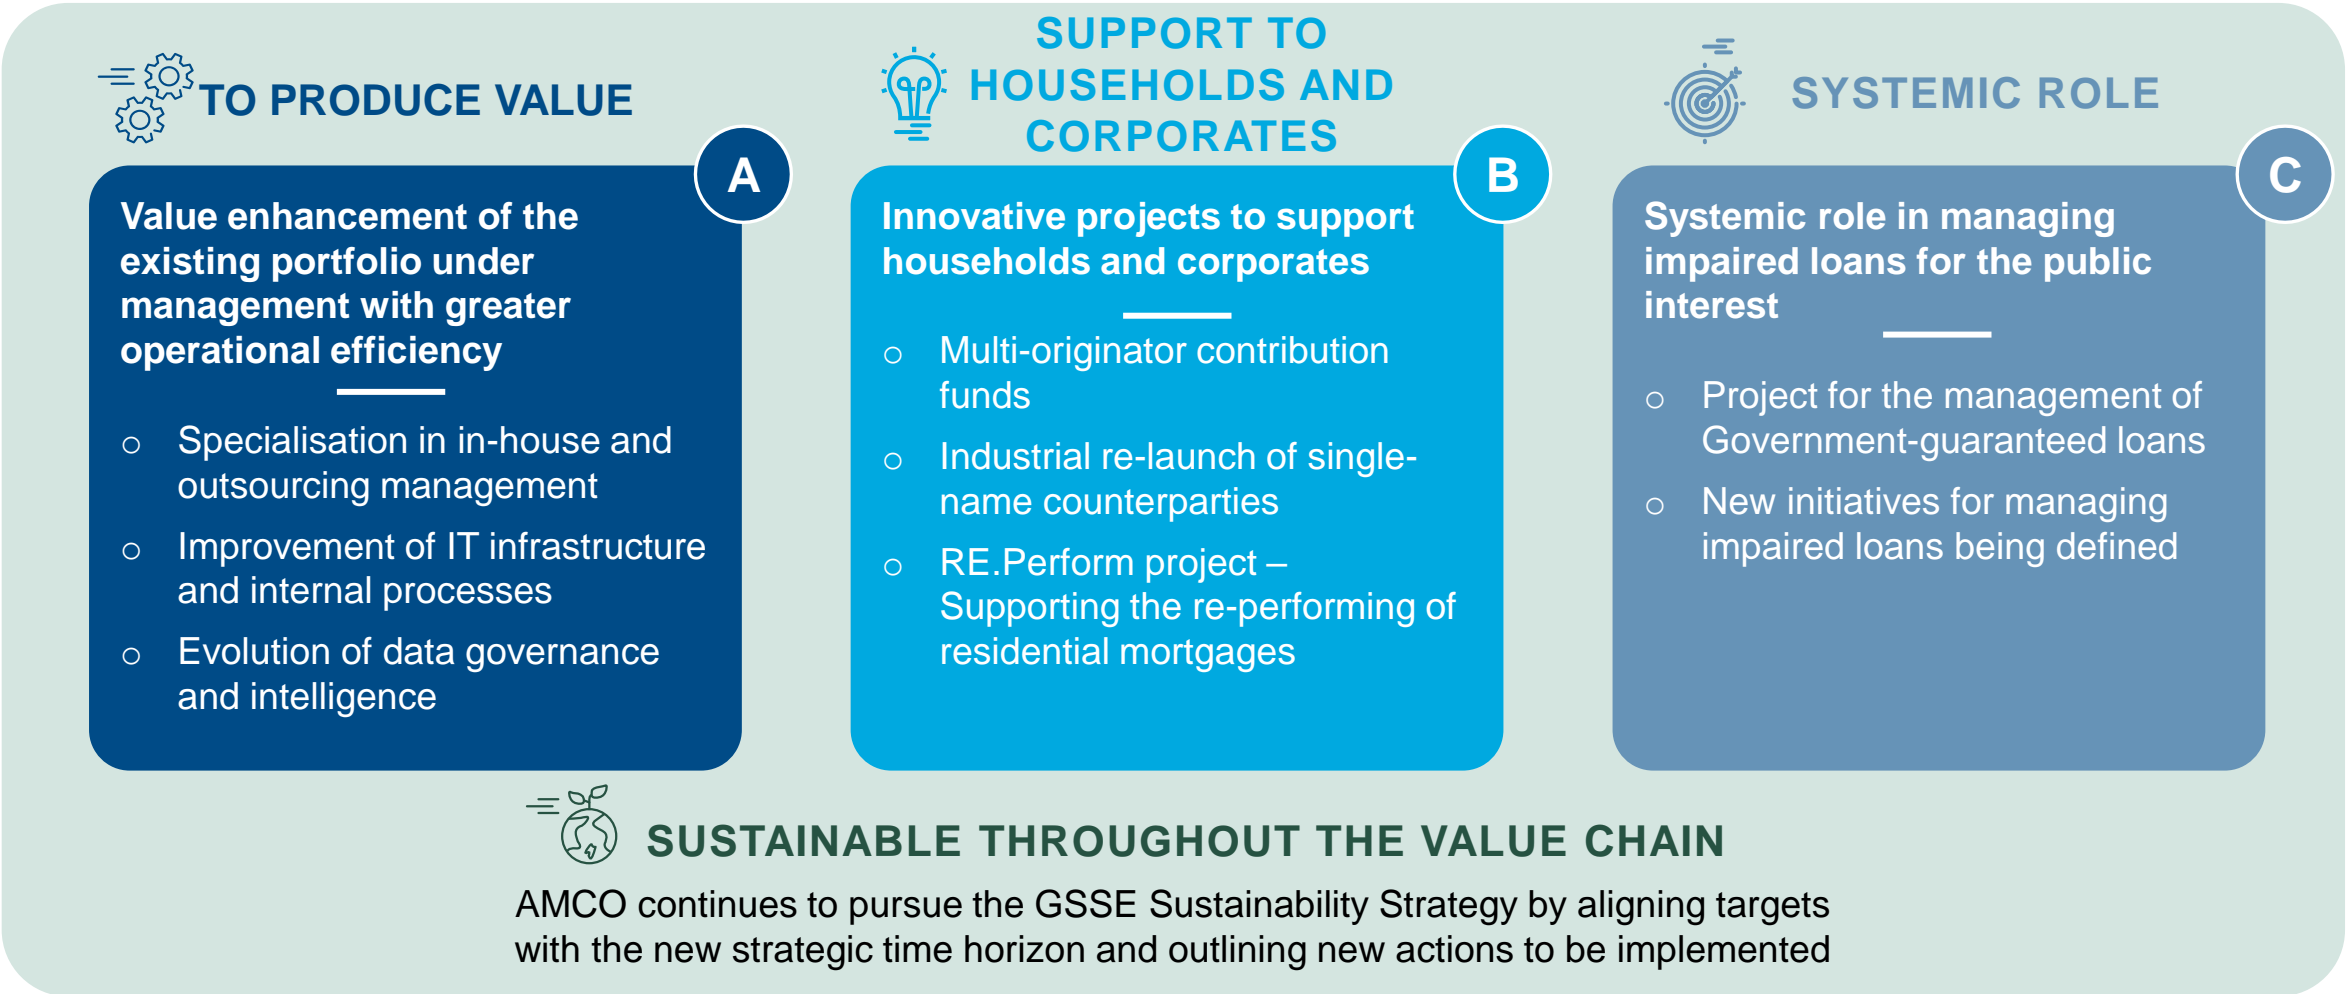 TO PRODUCE VALUE
A
Value enhancement of the
existing portfolio under
management with greater
operational efficiency
○ Specialisation in in-house and
outsourcing management
○ Improvement of IT infrastructure
and internal processes
○ Evolution of data governance
and intelligence
SUPPORT TO
HOUSEHOLDS AND
CORPORATES
B
Innovative projects to support
households and corporates
○ Multi-originator contribution
funds
○ Industrial re-launch of single-
name counterparties
○ RE.Perform project –
Supporting the re-performing of
residential mortgages
SYSTEMIC ROLE
C
Systemic role in managing
impaired loans for the public
interest
○ Project for the management of
Government-guaranteed loans
○ New initiatives for managing
impaired loans being defined
SUSTAINABLE THROUGHOUT THE VALUE CHAIN
AMCO continues to pursue the GSSE Sustainability Strategy by aligning targets
with the new strategic time horizon and outlining new actions to be implemented